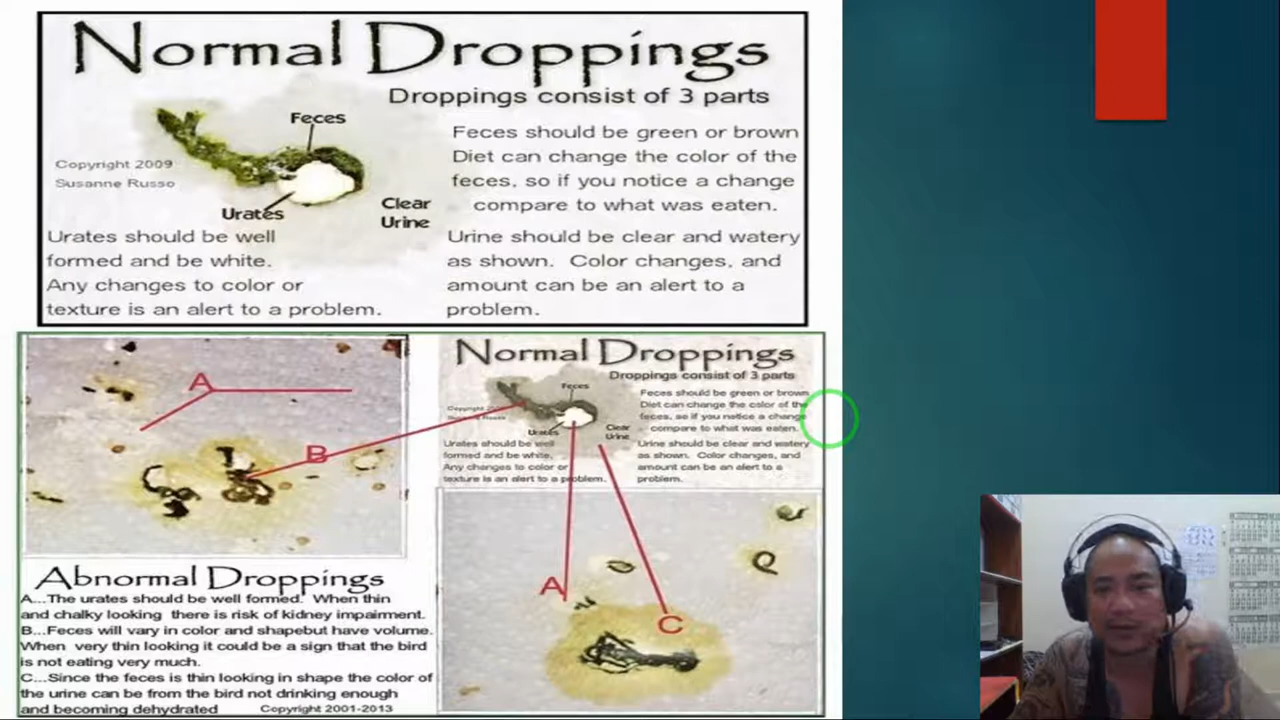 Normal Droppings
Droppings consist of 3 parts
Feces
Feces should be green or brown
Diet can change the color of the
feces, so if you notice a change
compare to what was eaten.
Copyright 2009
Susanne Russo
Urates
Clear
Urine
Urates should be well
formed and be white.
Any changes to color or
texture is an alert to a problem.
Urine should be clear and watery
as shown. Color changes, and
amount can be an alert to a
problem.
A
B
Abnormal Droppings
A...The urates should be well formed. When thin
and chalky looking there is risk of kidney impairment.
B...Feces will vary in color and shapebut have volume.
When very thin looking it could be a sign that the bird
is not eating very much.
C...Since the feces is thin looking in shape the color of
the urine can be from the bird not drinking enough
and becoming dehydrated
Copyright 2001-2013
Normal Droppings
Droppings consist of 3 parts
Feces
Feces should be green or brown
Diet can change the color of the
feces, so if you notice a change
compare to what was eaten.
Urates
Clear
Urine
Urates should be well
formed and be white.
Any changes to color or
texture is an alert to a problem.
Urine should be clear and watery
as shown. Color changes, and
amount can be an alert to a
problem.
A
C